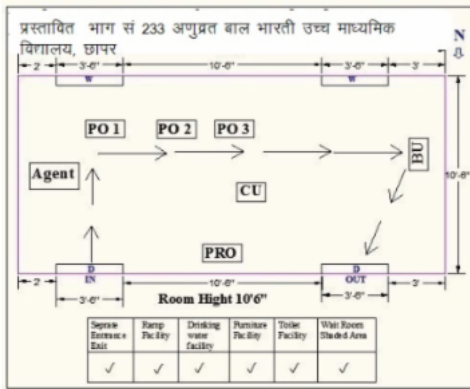 प्रस्तावित भाग सं 233 अणुव्रत बाल भारती उच्च माध्यमिक
विद्यालय, छापर
N
2' 3'-6" 10'-6" 3'-6" 3'
W W
PO 1 PO 2 PO 3
BU
Agent
10'-6"
CU
PRO
D D
IN OUT
2' 10'-6" 3'
3'-6" 3'-6"
Room Hight 10'6"
Seprate Entrance Exit
Ramp Facility
Drinking water facility
Furniture Facility
Toilet Facility
Wait Room Shaded Area
✓ ✓ ✓ ✓ ✓ ✓